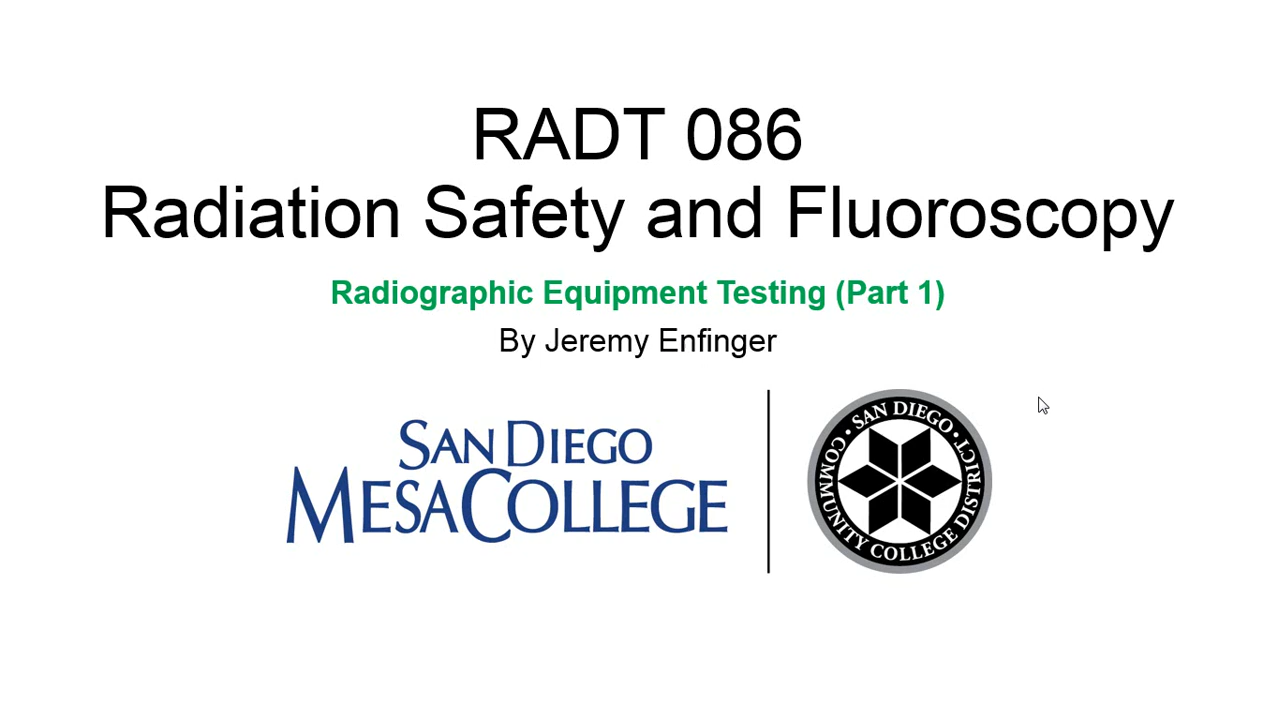 RADT 086
Radiation Safety and Fluoroscopy
Radiographic Equipment Testing (Part 1)
By Jeremy Enfinger
SAN DIEGO
MESA COLLEGE
• SAN DIEGO •
COMMUNITY COLLEGE DISTRICT